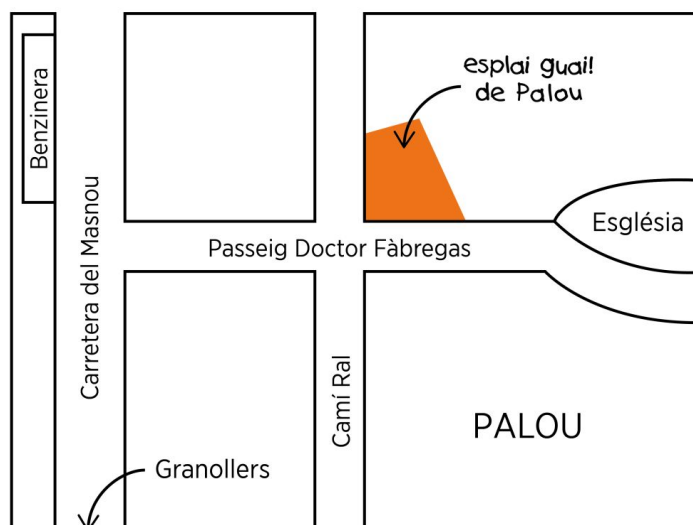 esplai guai!
de Palou
Benzinera
Església
Passeig Doctor Fàbregas
Carretera del Masnou
Camí Ral
PALOU
Granollers